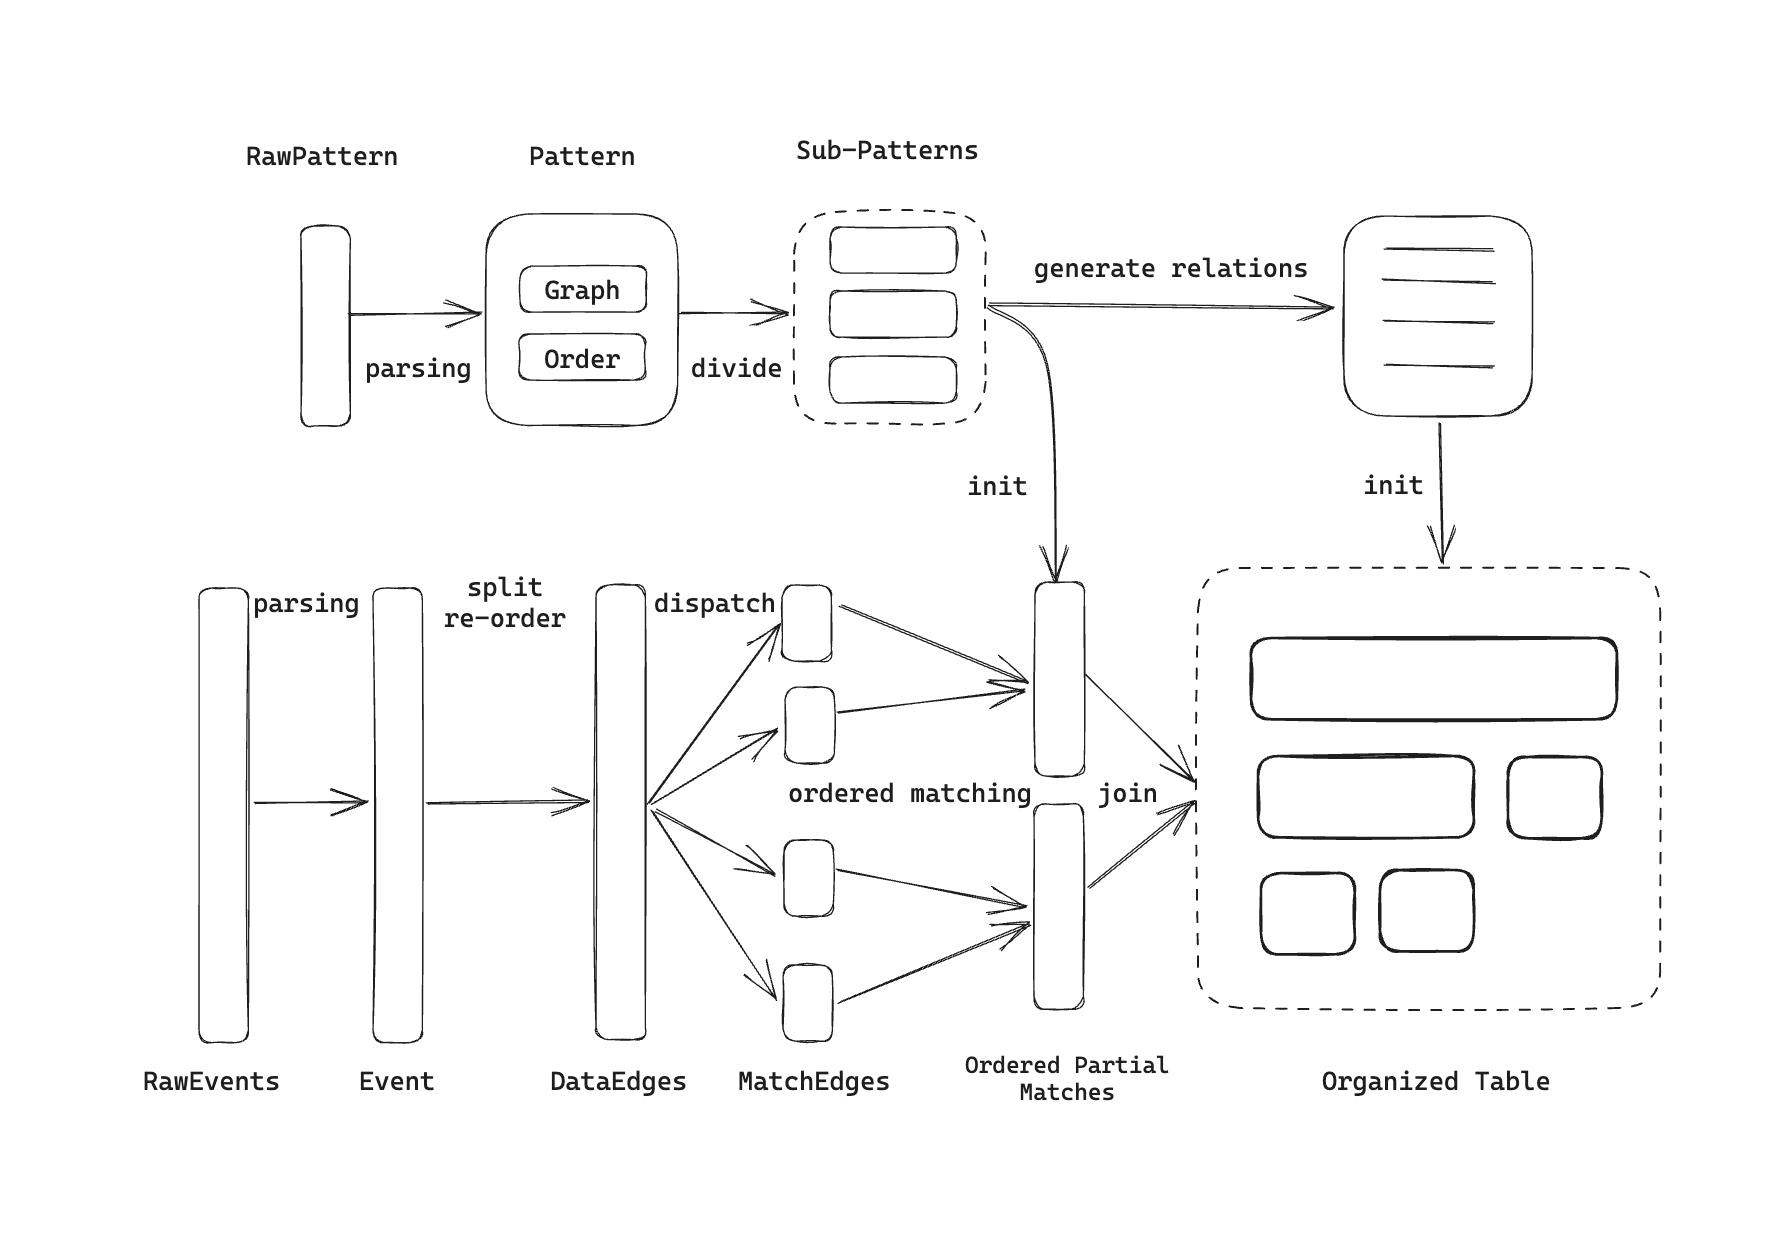 RawPattern
Pattern
Sub-Patterns
Graph
Order
parsing
divide
generate relations
init
init
parsing
split
re-order
dispatch
ordered matching
join
RawEvents
Event
DataEdges
MatchEdges
Ordered Partial
Matches
Organized Table